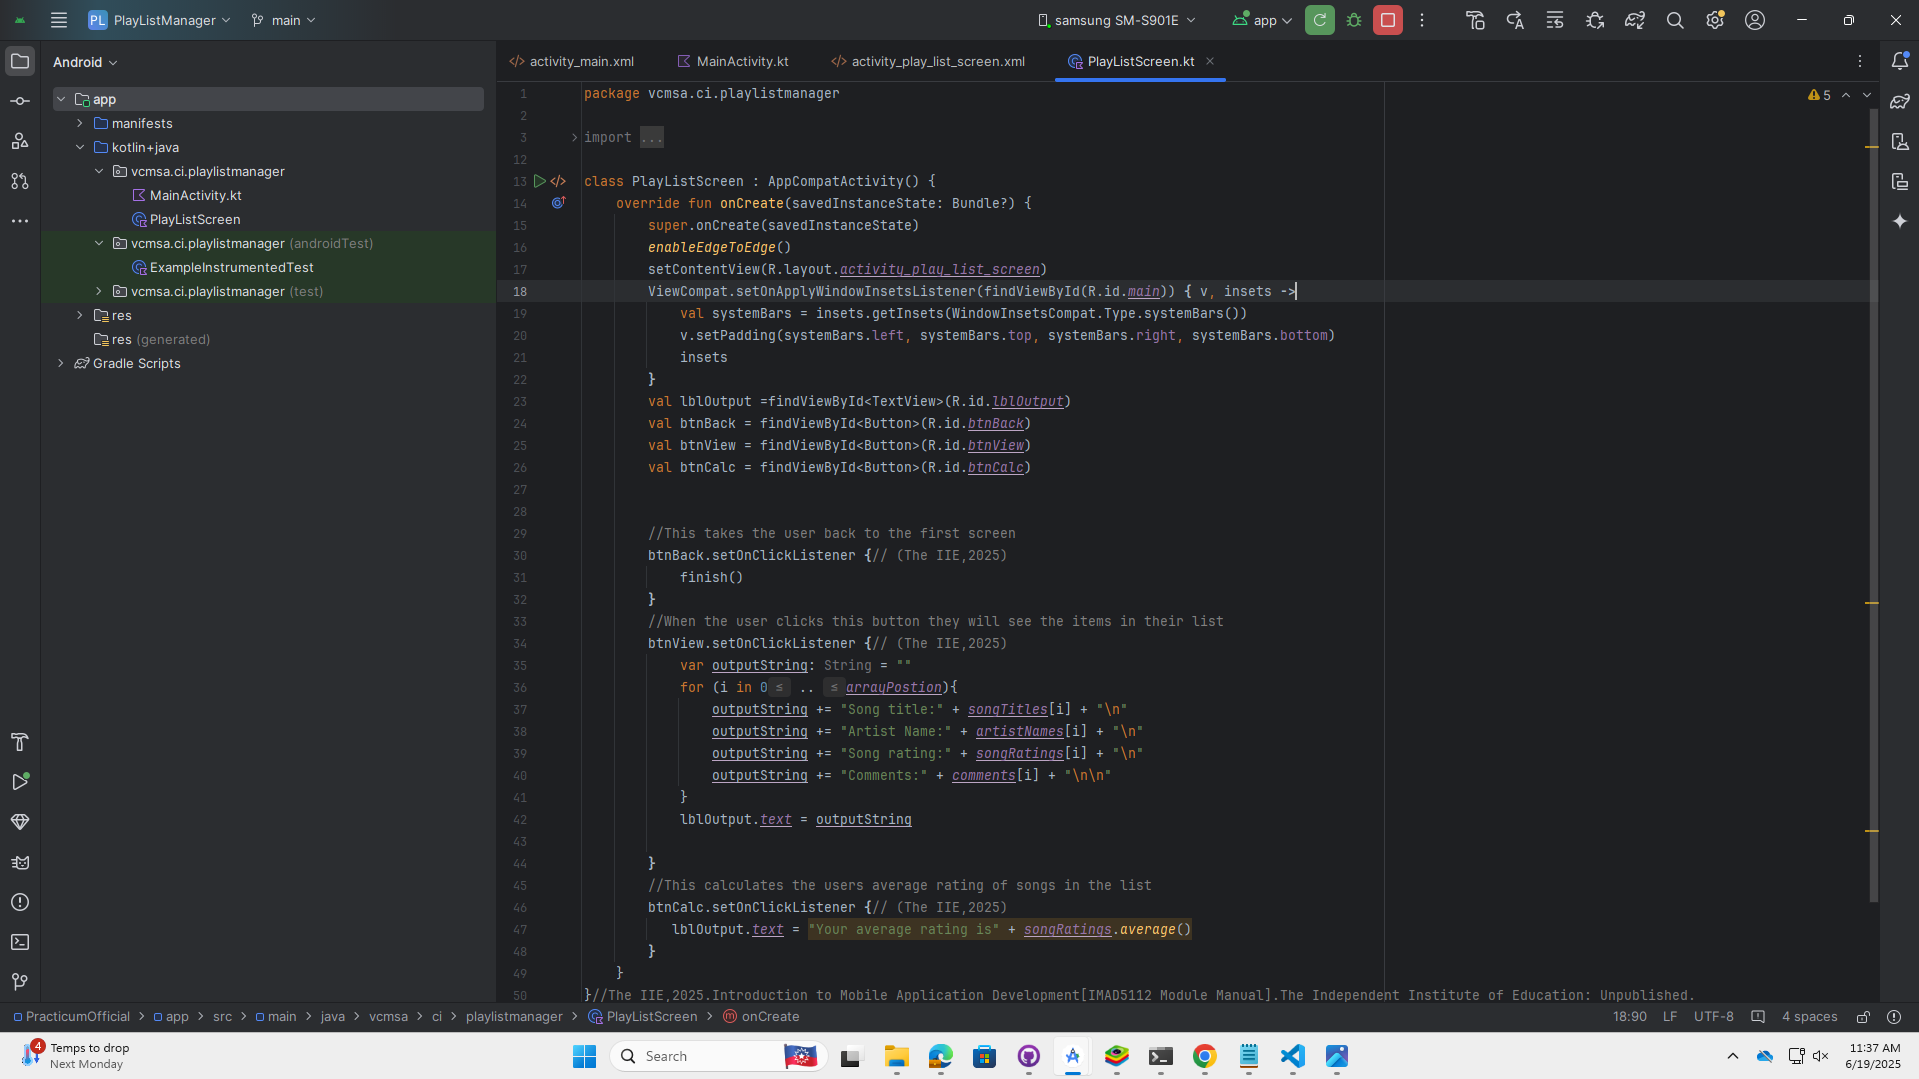 PL PlayListManager main samsung SM-S901E app
Android
app
manifests
kotlin+java
vcmsa.ci.playlistmanager
MainActivity.kt
PlayListScreen
vcmsa.ci.playlistmanager (androidTest)
ExampleInstrumentedTest
vcmsa.ci.playlistmanager (test)
res
res (generated)
Gradle Scripts
activity_main.xml MainActivity.kt activity_play_list_screen.xml PlayListScreen.kt
5
1 package vcmsa.ci.playlistmanager
2
3 import ...
12
13 class PlayListScreen : AppCompatActivity() {
14 override fun onCreate(savedInstanceState: Bundle?) {
15 super.onCreate(savedInstanceState)
16 enableEdgeToEdge()
17 setContentView(R.layout.activity_play_list_screen)
18 ViewCompat.setOnApplyWindowInsetsListener(findViewById(R.id.main)) { v, insets ->
19 val systemBars = insets.getInsets(WindowInsetsCompat.Type.systemBars())
20 v.setPadding(systemBars.left, systemBars.top, systemBars.right, systemBars.bottom)
21 insets
22 }
23 val lblOutput =findViewById<TextView>(R.id.lblOutput)
24 val btnBack = findViewById<Button>(R.id.btnBack)
25 val btnView = findViewById<Button>(R.id.btnView)
26 val btnCalc = findViewById<Button>(R.id.btnCalc)
27
28
29 //This takes the user back to the first screen
30 btnBack.setOnClickListener {// (The IIE,2025)
31 finish()
32 }
33 //When the user clicks this button they will see the items in their list
34 btnView.setOnClickListener {// (The IIE,2025)
35 var outputString: String = ""
36 for (i in 0≤ .. ≤arrayPostion){
37 outputString += "Song title:" + songTitles[i] + "\n"
38 outputString += "Artist Name:" + artistNames[i] + "\n"
39 outputString += "Song rating:" + songRatings[i] + "\n"
40 outputString += "Comments:" + comments[i] + "\n\n"
41 }
42 lblOutput.text = outputString
43
44 }
45 //This calculates the users average rating of songs in the list
46 btnCalc.setOnClickListener {// (The IIE,2025)
47 lblOutput.text = "Your average rating is" + songRatings.average()
48 }
49 }
50 }//The IIE,2025.Introduction to Mobile Application Development[IMAD5112 Module Manual].The Independent Institute of Education: Unpublished.
PracticumOfficial > app > src > main > java > vcmsa > ci > playlistmanager > PlayListScreen > onCreate 18:90 LF UTF-8 4 spaces
4 Temps to drop
Next Monday
Search
11:37 AM
6/19/2025